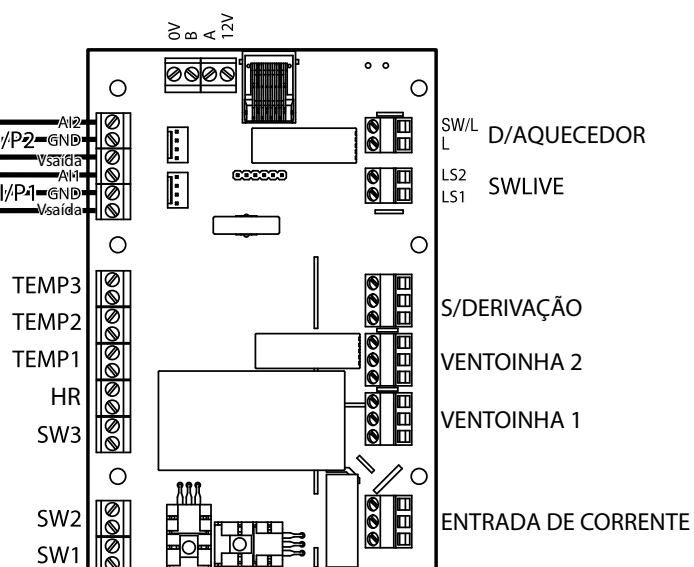 0V
B
A
12V
AI2
I/P2 GND
Vsaída
AI1
I/P1 GND
Vsaída
TEMP3
TEMP2
TEMP1
HR
SW3
SW2
SW1
SW/L
L
D/AQUECEDOR
LS2
LS1
SWLIVE
S/DERIVAÇÃO
VENTOINHA 2
VENTOINHA 1
ENTRADA DE CORRENTE